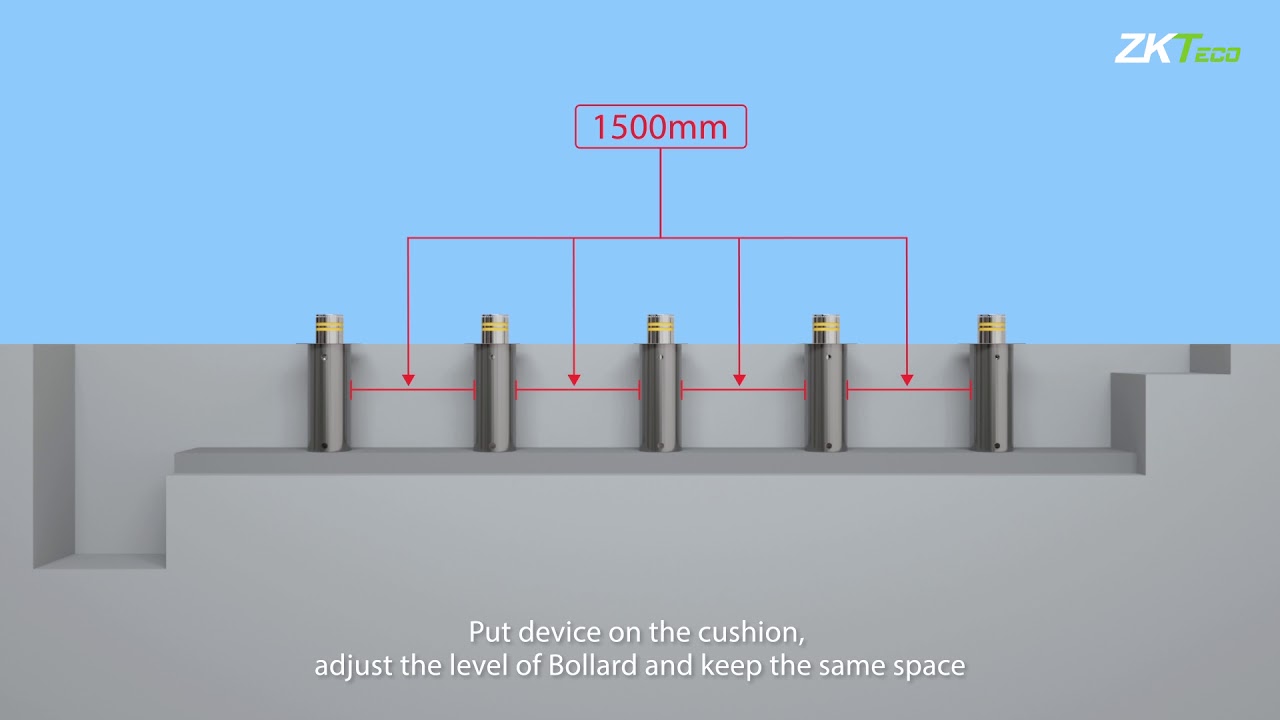 ZKTECO
1500mm
Put device on the cushion,
adjust the level of Bollard and keep the same space